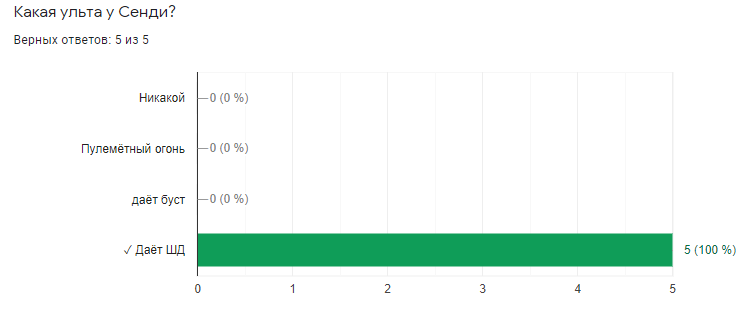 Какая ульта у Сенди?
Верных ответов: 5 из 5
Никакой 0 (0 %)
Пулемётный огонь 0 (0 %)
даёт буст 0 (0 %)
✓ Даёт ШД 5 (100 %)
0 1 2 3 4 5